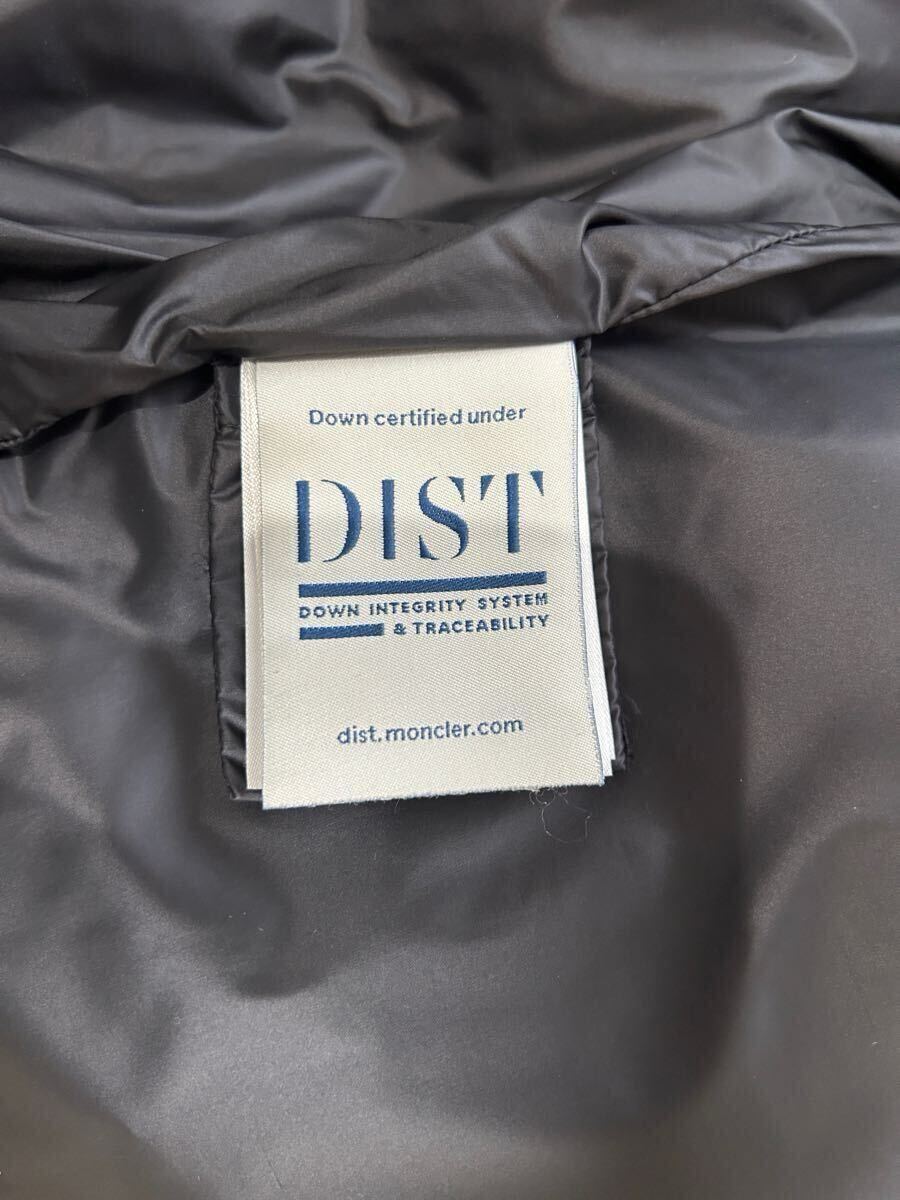 Down certified under
DIST
DOWN INTEGRITY SYSTEM
& TRACEABILITY
dist.moncler.com